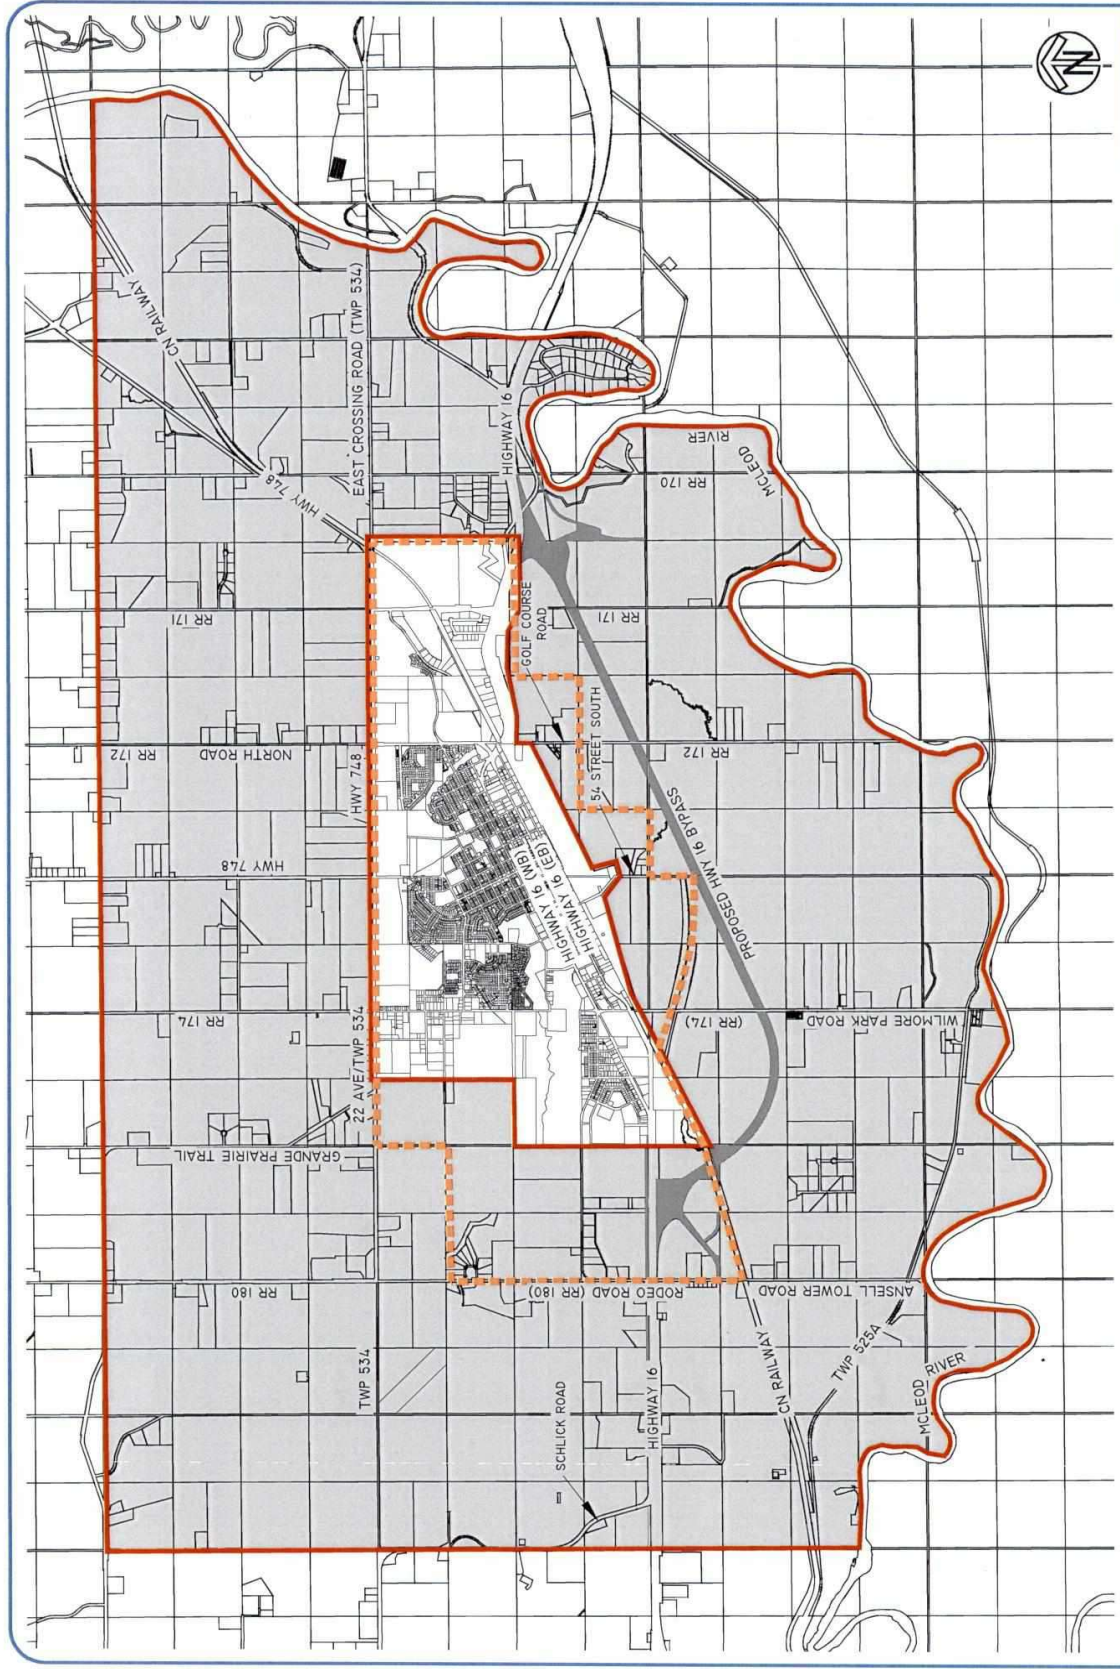 N
CN RAILWAY
EAST CROSSING ROAD (TWP 534)
HWY 748
HIGHWAY 16
MCLEOD
RIVER
RR 170
RR 171
RR 171
GOLF COURSE
ROAD
RR 172
NORTH ROAD
HWY 748
54 STREET SOUTH
RR 172
HWY 748
HIGHWAY 16 (WB)
HIGHWAY 16 (EB)
PROPOSED HWY 16 BYPASS
RR 174
22 AVE/TWP 534
(RR 174)
WILMORE PARK ROAD
GRANDE PRAIRIE TRAIL
RR 180
RODEO ROAD (RR 180)
ANSELL TOWER ROAD
TWP 534
SCHLICK ROAD
HIGHWAY 16
CN RAILWAY
TWP 525A
MCLEOD RIVER